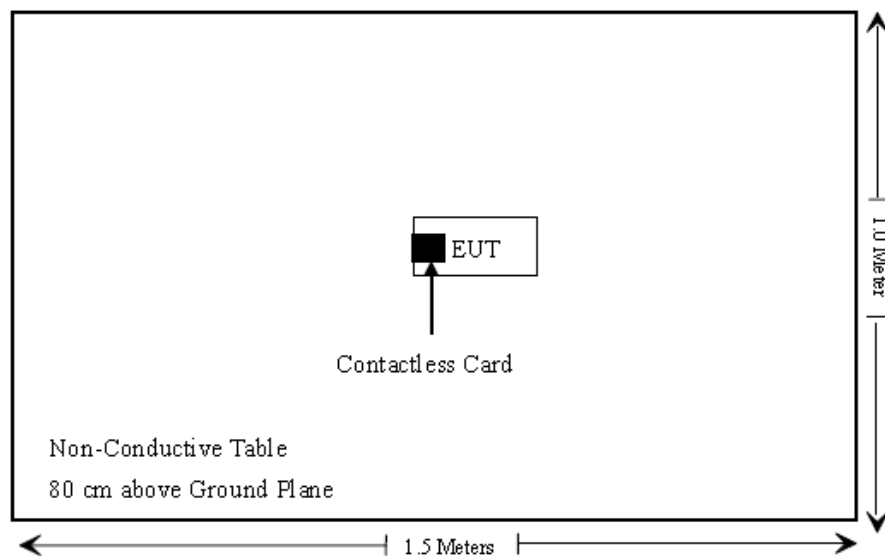 EUT
1.0 Meter
Contactless Card
Non-Conductive Table
80 cm above Ground Plane
1.5 Meters